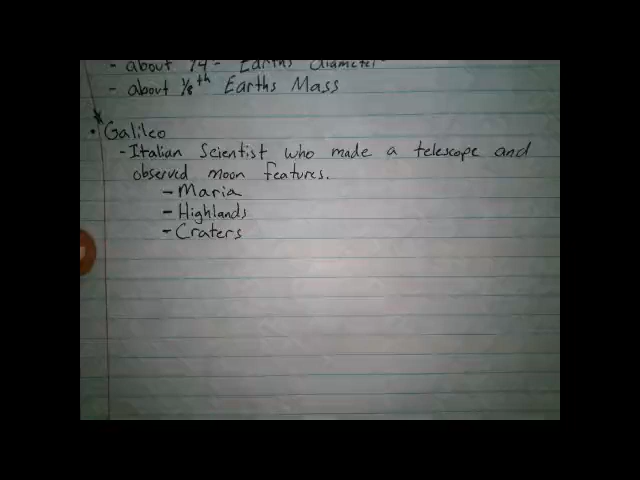 - about 1/4 - Earths Diameter
- about 1/8th Earths Mass
* • Galileo
- Italian Scientist who made a telescope and
observed moon features.
- Maria
- Highlands
- Craters